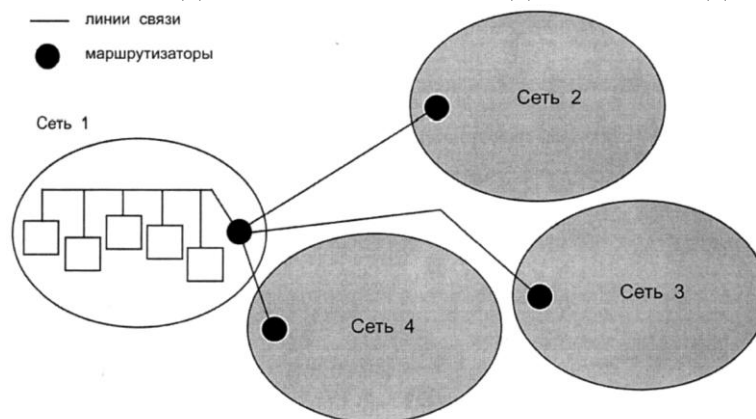 линии связи
маршрутизаторы
Сеть 1
Сеть 2
Сеть 3
Сеть 4